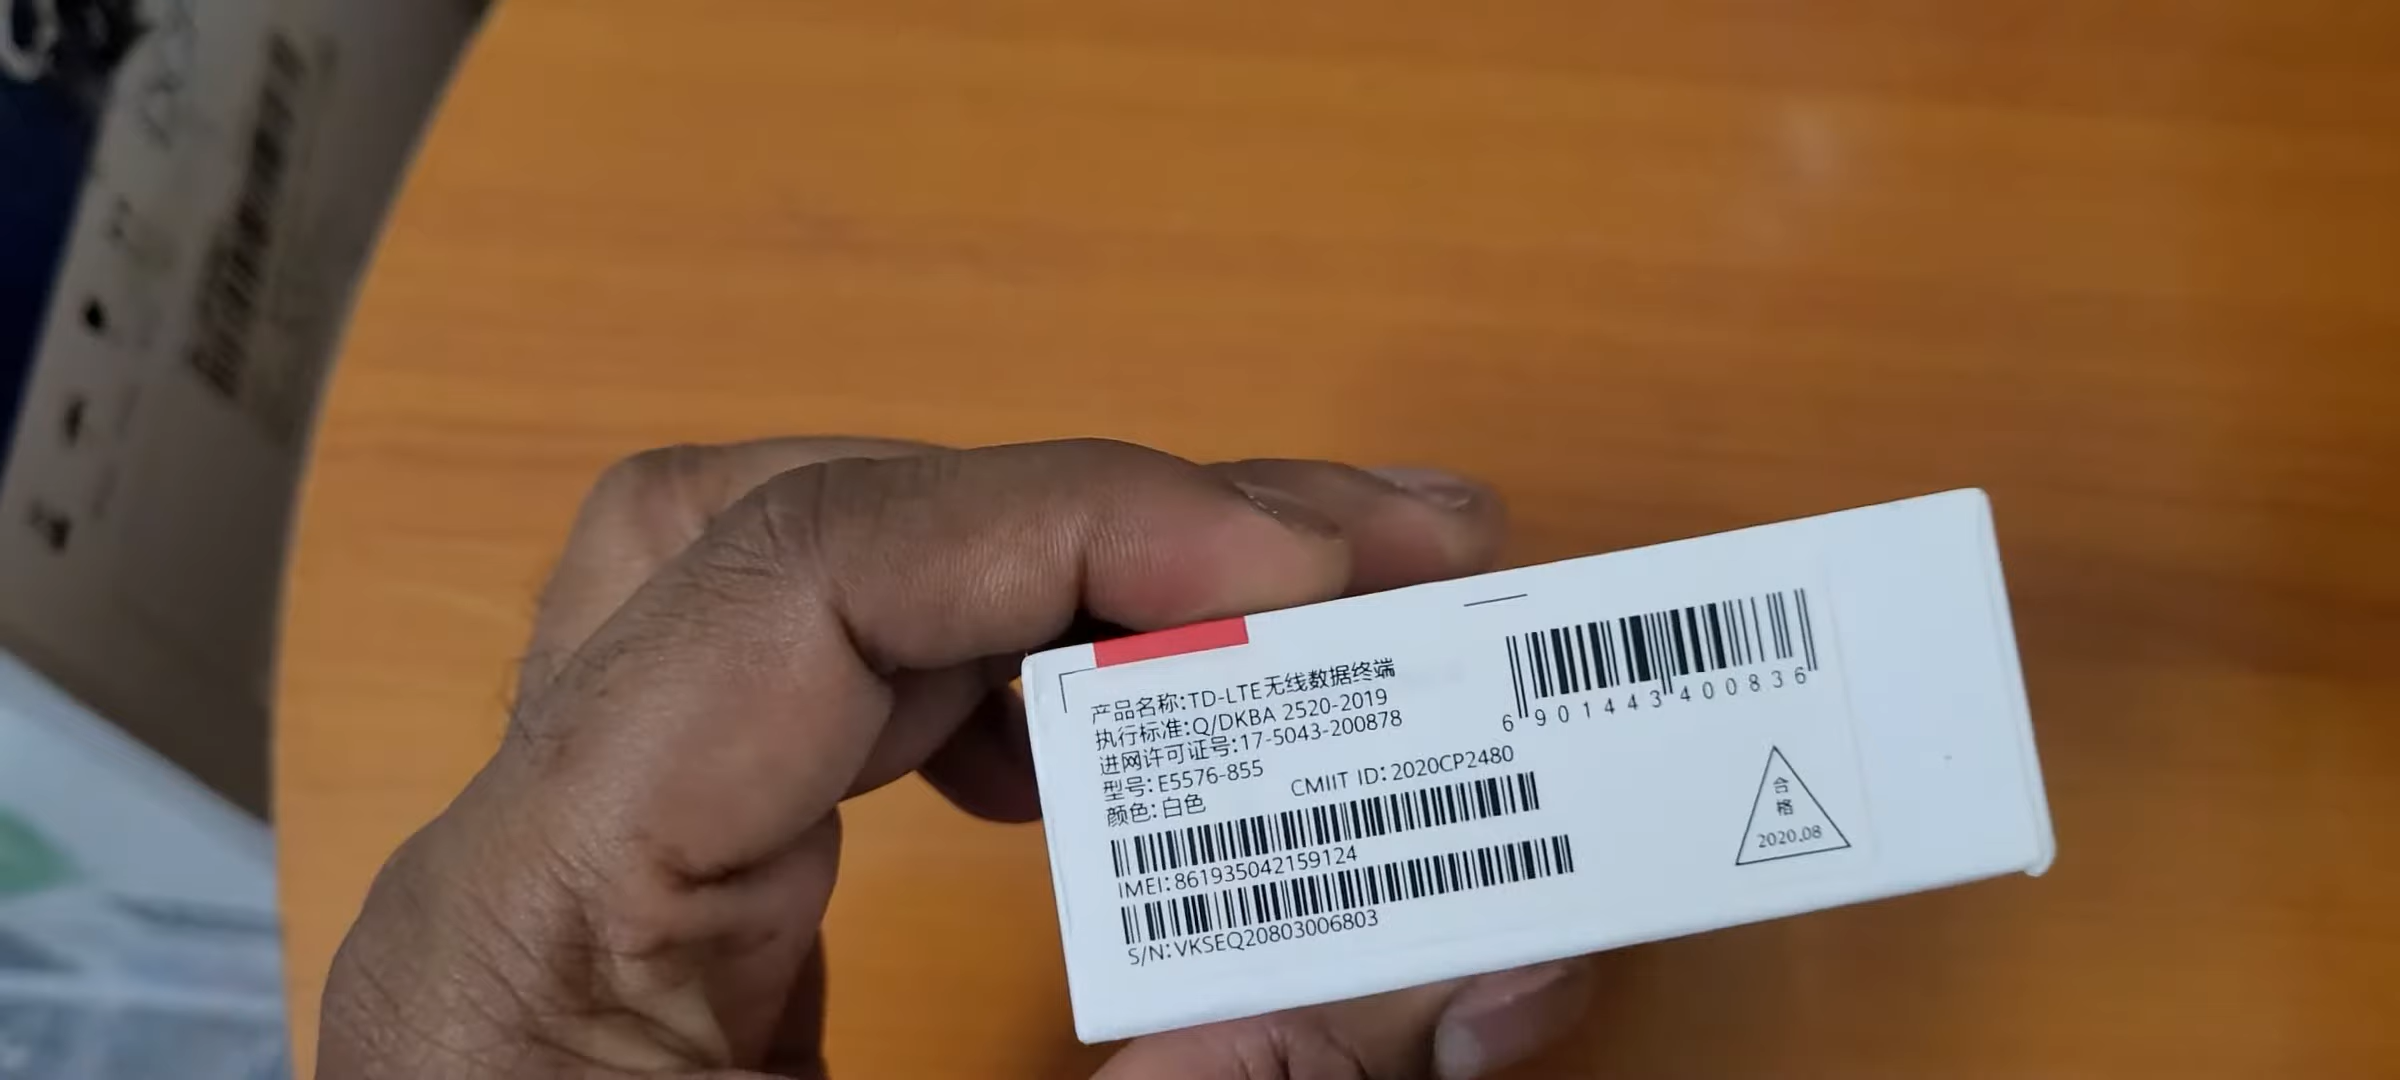 产品名称:TD-LTE无线数据终端
执行标准:Q/DKBA 2520-2019
进网许可证号:17-5043-200878
型号:E5576-855
CMIIT ID:2020CP2480
颜色:白色
IMEI:861935042159124
S/N:VKSEQ20803006803
6 901443 400836
合
格
2020.08